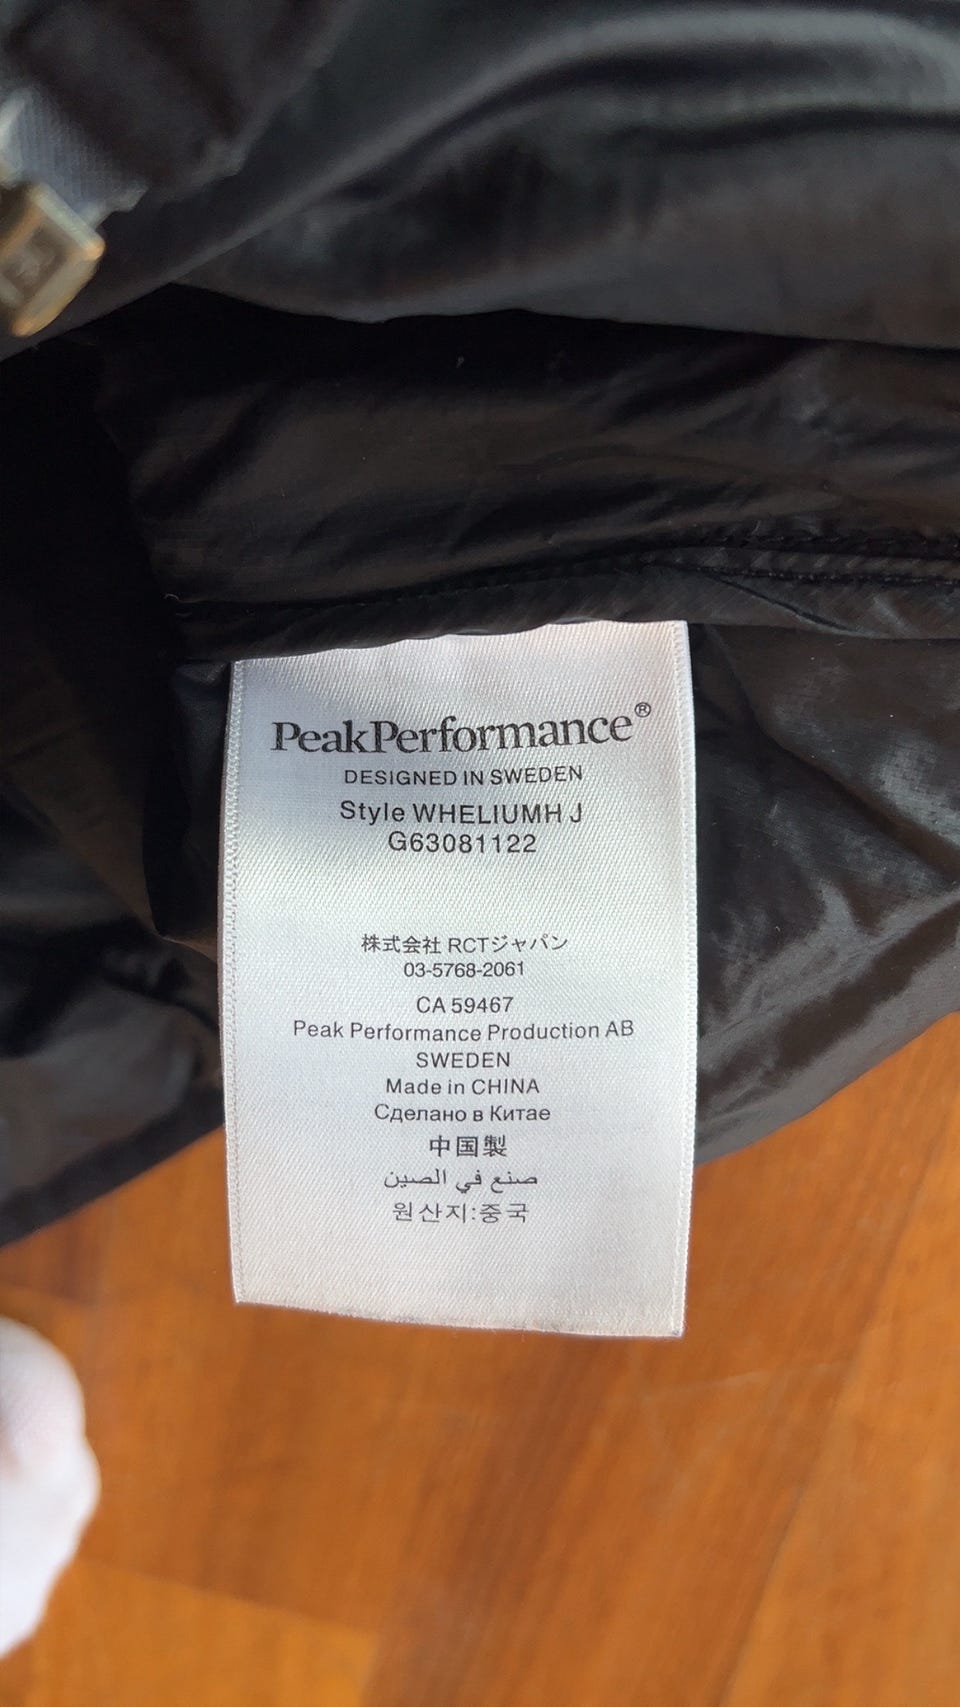 PeakPerformance®
DESIGNED IN SWEDEN
Style WHELIUMH J
G63081122
株式会社 RCTジャパン
03-5768-2061
CA 59467
Peak Performance Production AB
SWEDEN
Made in CHINA
Сделано в Китае
中国製
صنع في الصين
원산지:중국